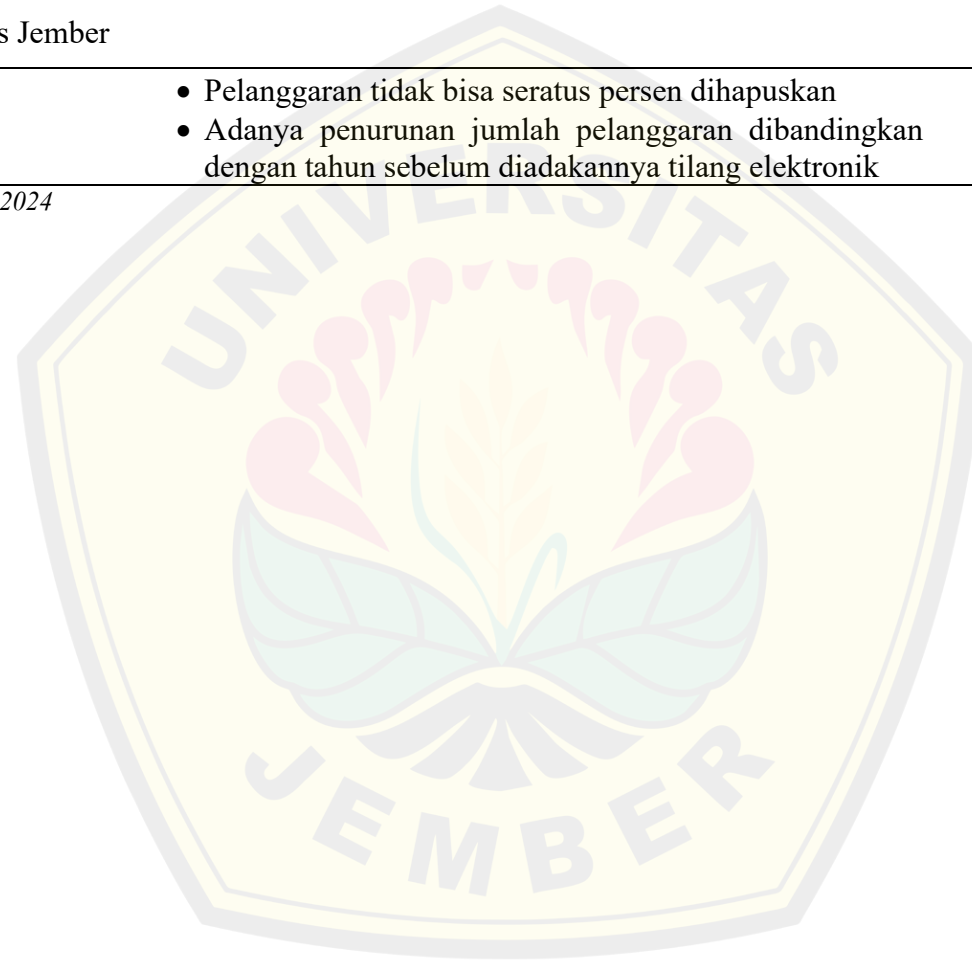 s Jember
• Pelanggaran tidak bisa seratus persen dihapuskan
• Adanya penurunan jumlah pelanggaran dibandingkan
dengan tahun sebelum diadakannya tilang elektronik
2024
UNIVERSITAS
JEMBER